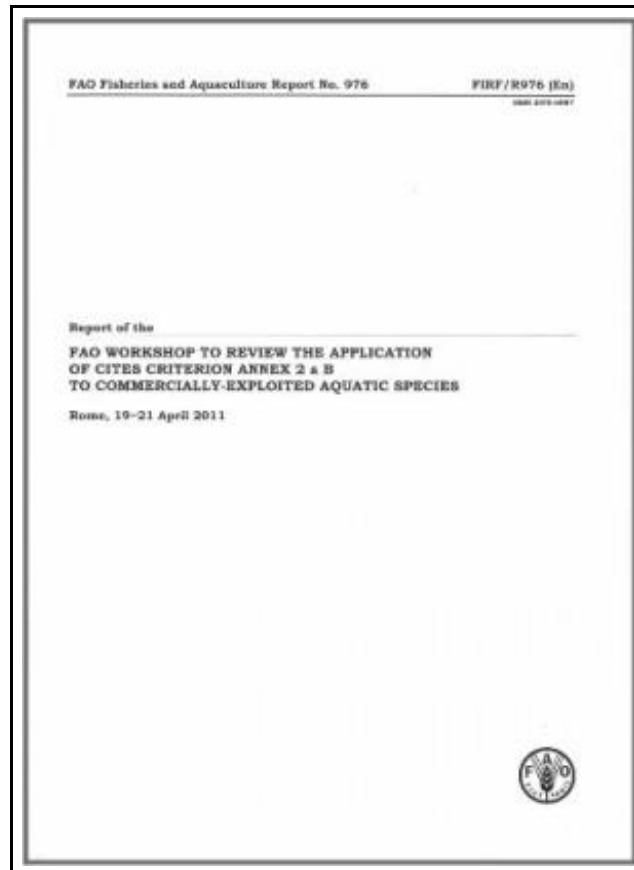 FAO Fisheries and Aquaculture Report No. 976
FIRF/R976 (En)
Report of the
FAO WORKSHOP TO REVIEW THE APPLICATION
OF CITES CRITERION ANNEX 2 a B
TO COMMERCIALLY-EXPLOITED AQUATIC SPECIES
Rome, 19–21 April 2011
F A O